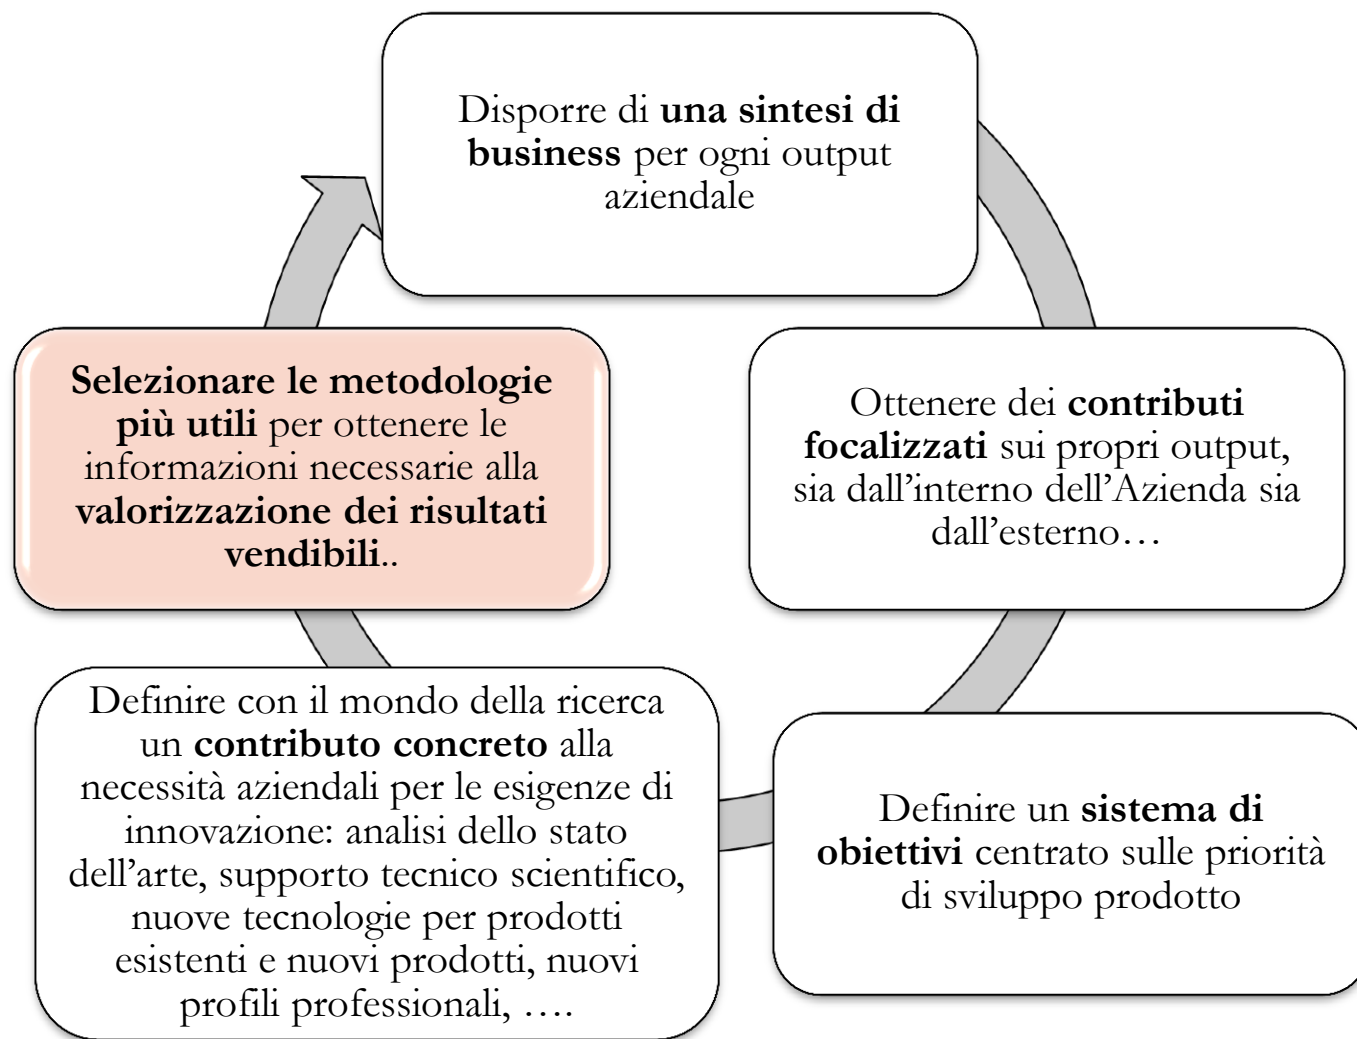 Disporre di una sintesi di
business per ogni output
aziendale
Ottenere dei contributi
focalizzati sui propri output,
sia dall’interno dell’Azienda sia
dall’esterno…
Definire un sistema di
obiettivi centrato sulle priorità
di sviluppo prodotto
Definire con il mondo della ricerca
un contributo concreto alla
necessità aziendali per le esigenze di
innovazione: analisi dello stato
dell’arte, supporto tecnico scientifico,
nuove tecnologie per prodotti
esistenti e nuovi prodotti, nuovi
profili professionali, ….
Selezionare le metodologie
più utili per ottenere le
informazioni necessarie alla
valorizzazione dei risultati
vendibili..